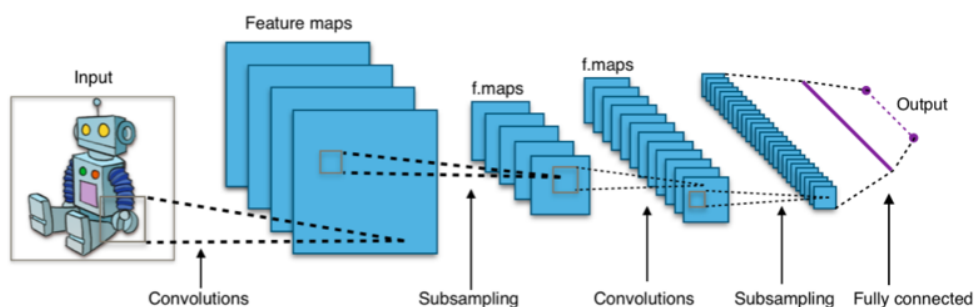 Feature maps
Input
f.maps
f.maps
Output
Convolutions
Subsampling
Convolutions
Subsampling
Fully connected